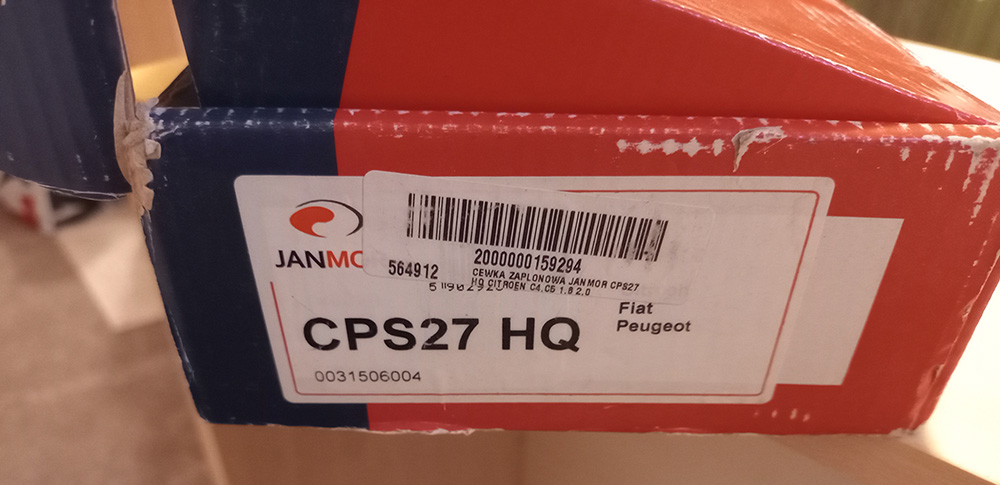 JANMO
2000000159294
564912
CEWKA ZAPLONOWA JANMOR CPS27
HQ CITROEN C4,C5 1.8 2.0
Fiat
Peugeot
CPS27 HQ
0031506004